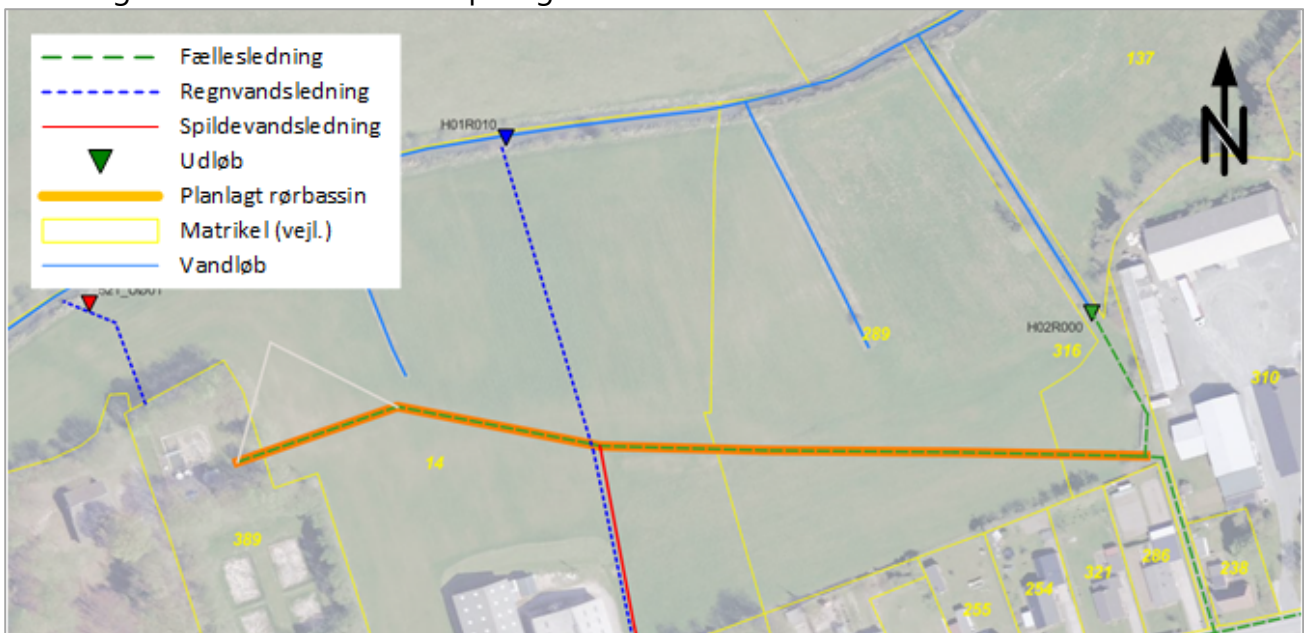 Fællesledning
Regnvandsledning
Spildevandsledning
Udløb
Planlagt rørbassin
Matrikel (vejl.)
Vandløb
137
N
H01R010
289
H02R000
316
310
14
389
286
238
321
254
255